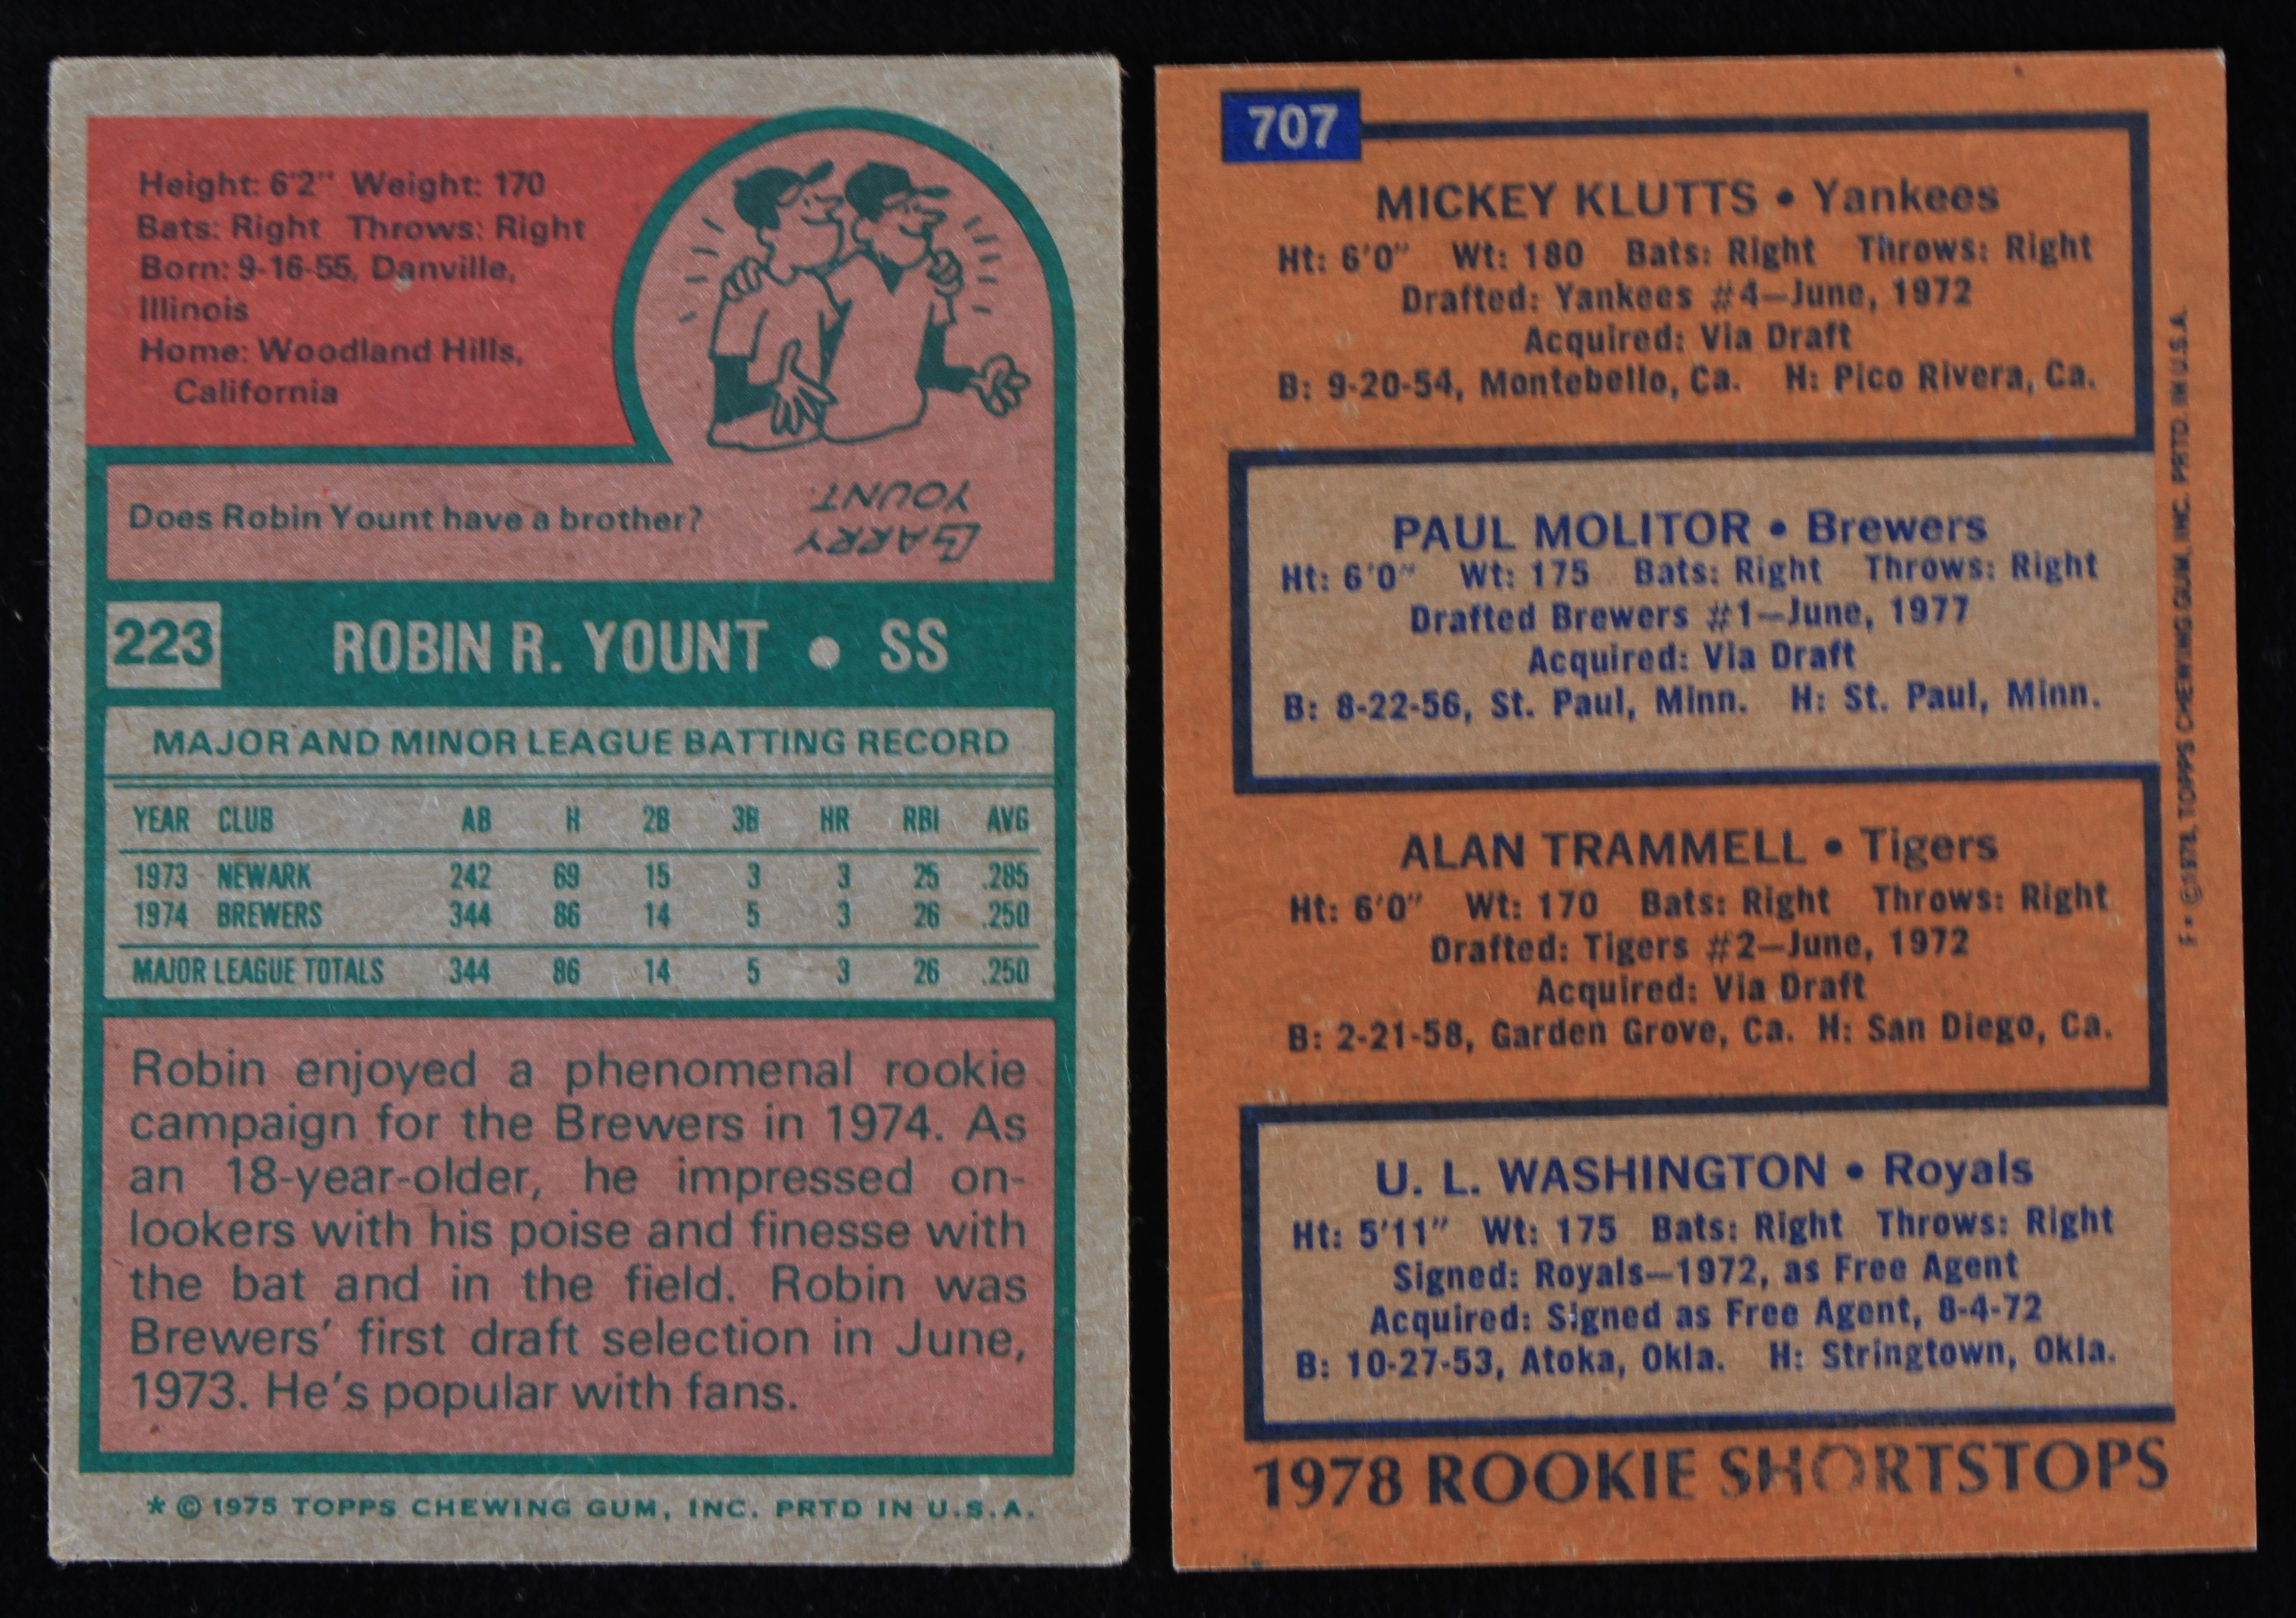 Height: 6'2" Weight: 170
Bats: Right Throws: Right
Born: 9-16-55, Danville,
Illinois
Home: Woodland Hills,
California
Does Robin Yount have a brother?
GARRY
YOUNT.
223
ROBIN R. YOUNT • SS
MAJOR AND MINOR LEAGUE BATTING RECORD
YEAR CLUB AB H 2B 3B HR RBI AVG
1973 NEWARK 242 69 15 3 3 25 .285
1974 BREWERS 344 86 14 5 3 26 .250
MAJOR LEAGUE TOTALS 344 86 14 5 3 26 .250
Robin enjoyed a phenomenal rookie
campaign for the Brewers in 1974. As
an 18-year-older, he impressed on-
lookers with his poise and finesse with
the bat and in the field. Robin was
Brewers' first draft selection in June,
1973. He's popular with fans.
* © 1975 TOPPS CHEWING GUM, INC. PRTD IN U.S.A.
707
MICKEY KLUTTS • Yankees
Ht: 6'0" Wt: 180 Bats: Right Throws: Right
Drafted: Yankees #4—June, 1972
Acquired: Via Draft
B: 9-20-54, Montebello, Ca. H: Pico Rivera, Ca.
PAUL MOLITOR • Brewers
Ht: 6'0" Wt: 175 Bats: Right Throws: Right
Drafted Brewers #1—June, 1977
Acquired: Via Draft
B: 8-22-56, St. Paul, Minn. H: St. Paul, Minn.
ALAN TRAMMELL • Tigers
Ht: 6'0" Wt: 170 Bats: Right Throws: Right
Drafted: Tigers #2—June, 1972
Acquired: Via Draft
B: 2-21-58, Garden Grove, Ca. H: San Diego, Ca.
U. L. WASHINGTON • Royals
Ht: 5'11" Wt: 175 Bats: Right Throws: Right
Signed: Royals—1972, as Free Agent
Acquired: Signed as Free Agent, 8-4-72
B: 10-27-53, Atoka, Okla. H: Stringtown, Okla.
1978 ROOKIE SHORTSTOPS
F* ©1978, TOPPS CHEWING GUM, INC. PRTD. IN U.S.A.